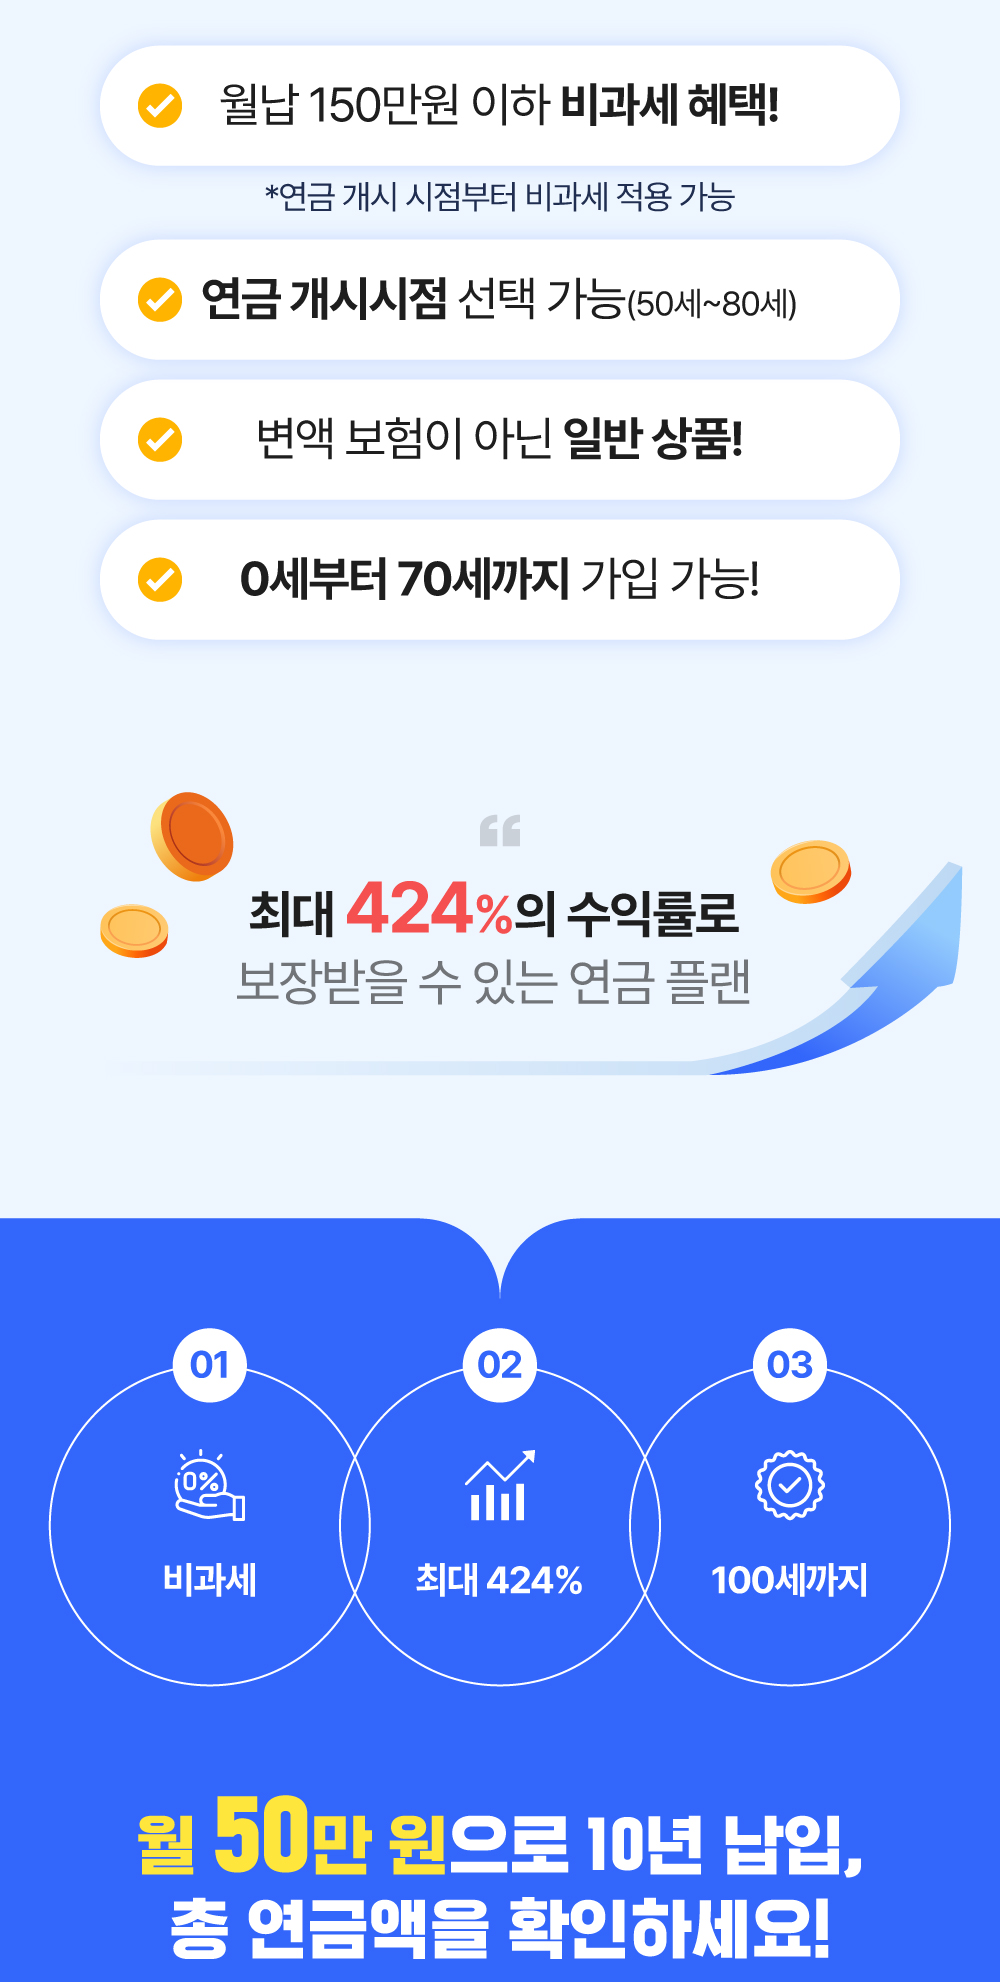 월납 150만원 이하 비과세 혜택!
*연금 개시 시점부터 비과세 적용 가능
연금 개시시점 선택 가능(50세~80세)
변액 보험이 아닌 일반 상품!
0세부터 70세까지 가입 가능!
“
최대 424%의 수익률로
보장받을 수 있는 연금 플랜
01
02
03
0%
비과세
최대 424%
100세까지
월 50만 원으로 10년 납입,
총 연금액을 확인하세요!